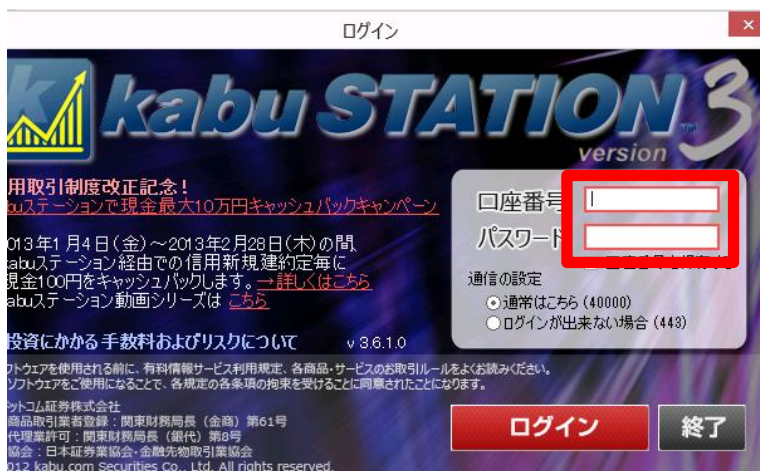 ログイン
kabu STATION 3
version
用取引制度改正記念!
ステーションで現金最大10万円キャッシュバックキャンペーン
013年1月4日(金)~2013年2月28日(木)の間、
kabuステーション経由での信用新規建約定毎に
現金100円をキャッシュバックします。→詳しくはこちら
kabuステーション動画シリーズは こちら
投資にかかる手数料およびリスクについて v 3.6.1.0
口座番号
パスワード
通信の設定
通常はこちら (40000)
ログインが出来ない場合 (443)
フトウェアを使用される前に、有料情報サービス利用規定、各商品・サービスのお取引ルールをよくお読みください。
ソフトウェアをご使用になることで、各規定の各条項の拘束を受けることに同意されたことになります。
ットコム証券株式会社
商品取引業者登録:関東財務局長(金商)第61号
代理業許可:関東財務局長(銀代)第8号
協会:日本証券業協会・金融先物取引業協会
012 kabu.com Securities Co., Ltd. All rights reserved.
ログイン 終了